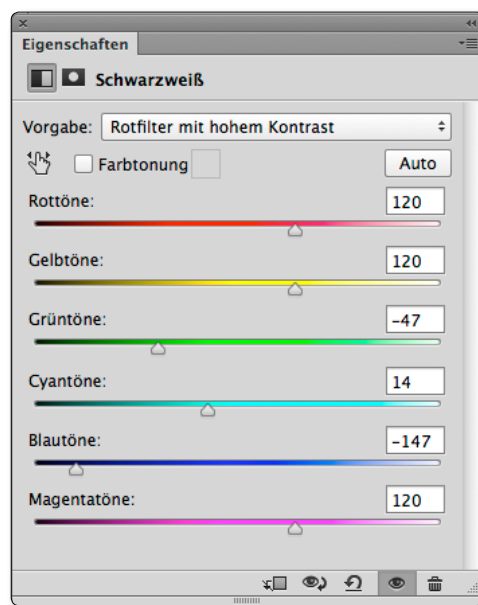 Eigenschaften
Schwarzweiß
Vorgabe: Rotfilter mit hohem Kontrast
Farbtonung Auto
Rottöne: 120
Gelbtöne: 120
Grüntöne: -47
Cyantöne: 14
Blautöne: -147
Magentatöne: 120